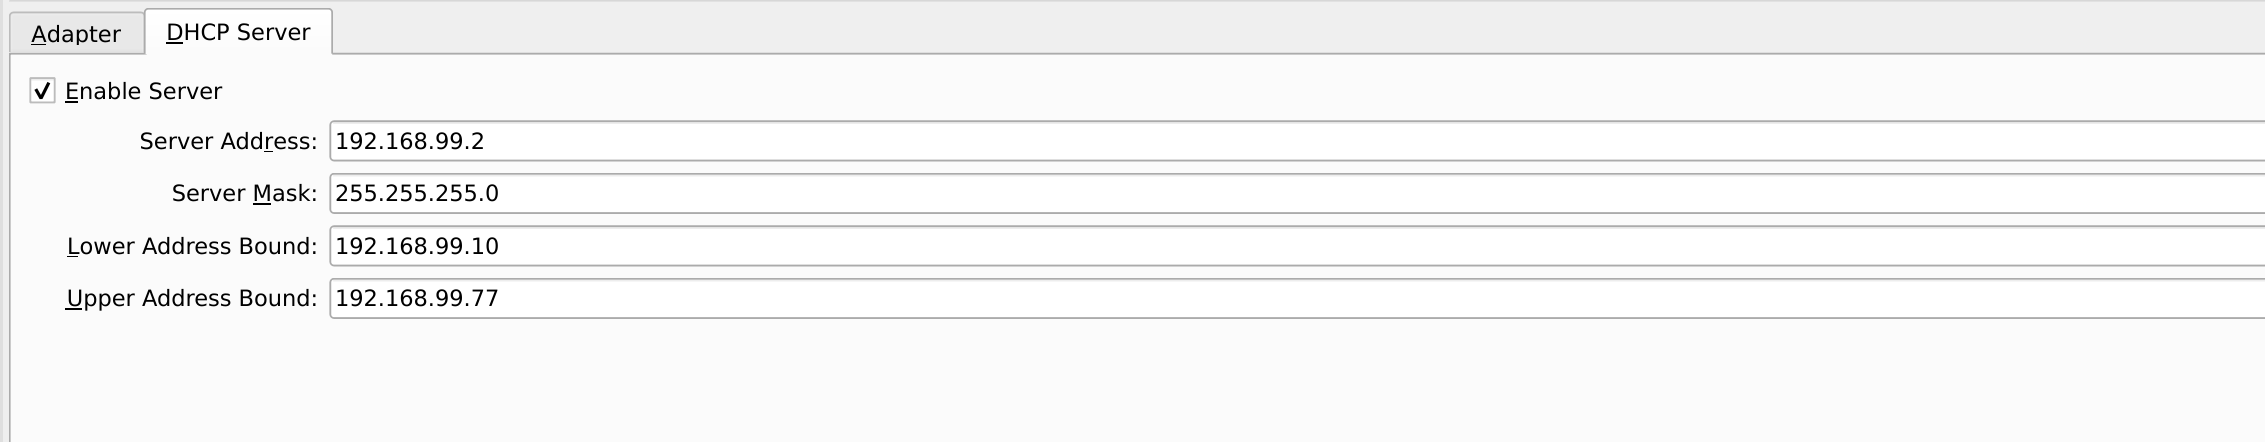 Adapter DHCP Server
Enable Server
Server Address: 192.168.99.2
Server Mask: 255.255.255.0
Lower Address Bound: 192.168.99.10
Upper Address Bound: 192.168.99.77